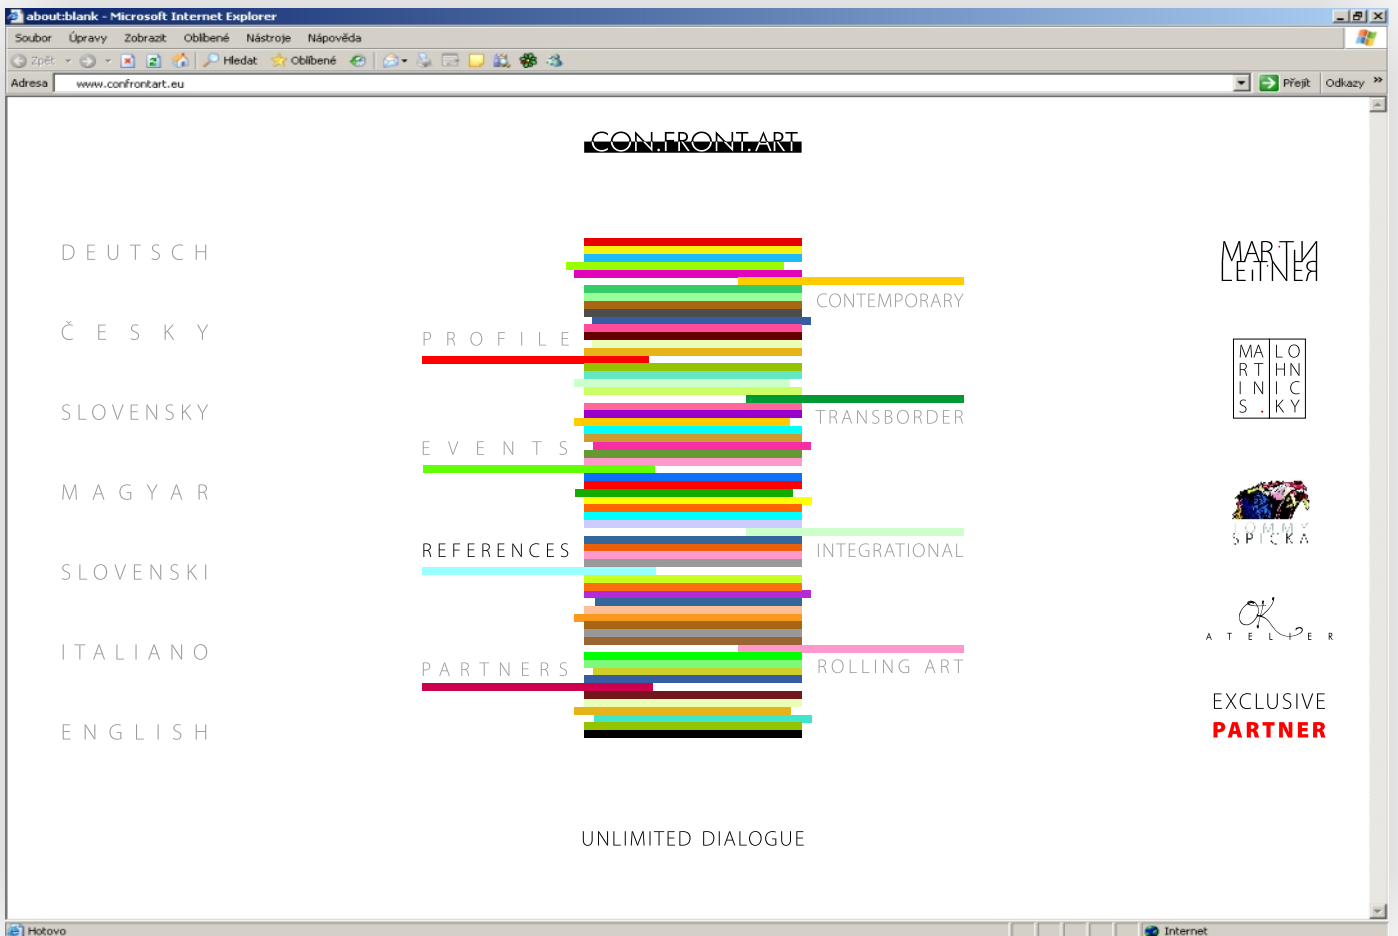 about:blank - Microsoft Internet Explorer
Soubor Úpravy Zobrazit Oblíbené Nástroje Nápověda
Zpět Hledat Oblíbené
Adresa www.confrontart.eu Přejít Odkazy
CON.FRONT.ART
DEUTSCH
ČESKY
SLOVENSKY
MAGYAR
SLOVENSKI
ITALIANO
ENGLISH
PROFILE
EVENTS
REFERENCES
PARTNERS
CONTEMPORARY
TRANSBORDER
INTEGRATIONAL
ROLLING ART
MARTIN
LEITNER
MA LO
RT HN
IN IC
S. KY
TOMMY
SPICKA
OK
ATELIER
EXCLUSIVE
PARTNER
UNLIMITED DIALOGUE
Hotovo
Internet